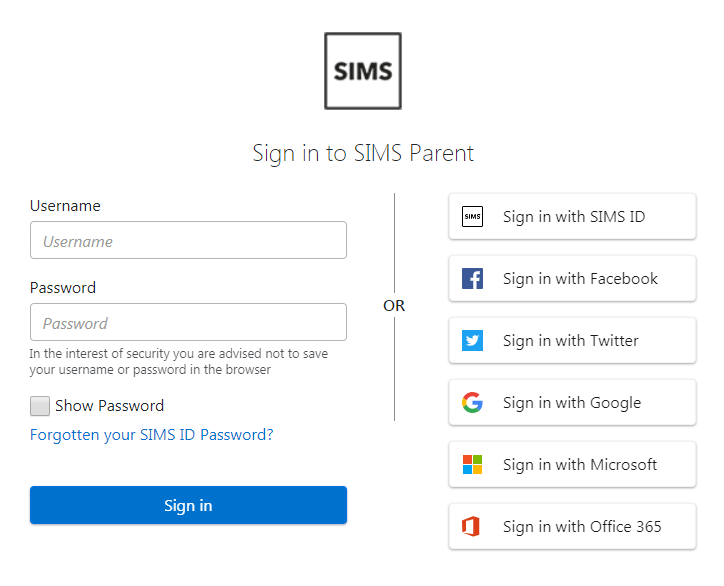 SIMS
Sign in to SIMS Parent
Username
Username
Password
Password
In the interest of security you are advised not to save
your username or password in the browser
Show Password
Forgotten your SIMS ID Password?
Sign in
OR
SIMS
Sign in with SIMS ID
Sign in with Facebook
Sign in with Twitter
Sign in with Google
Sign in with Microsoft
Sign in with Office 365